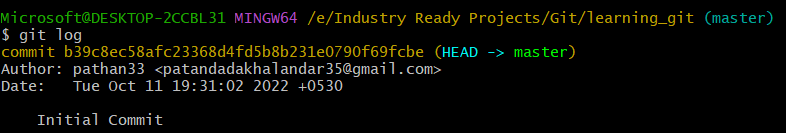 Microsoft@DESKTOP-2CCBL31 MINGW64 /e/Industry Ready Projects/Git/learning_git (master)
$ git log
commit b39c8ec58afc23368d4fd5b8b231e0790f69fcbe (HEAD -> master)
Author: pathan33 <patandadakhalandar35@gmail.com>
Date:   Tue Oct 11 19:31:02 2022 +0530
    Initial Commit